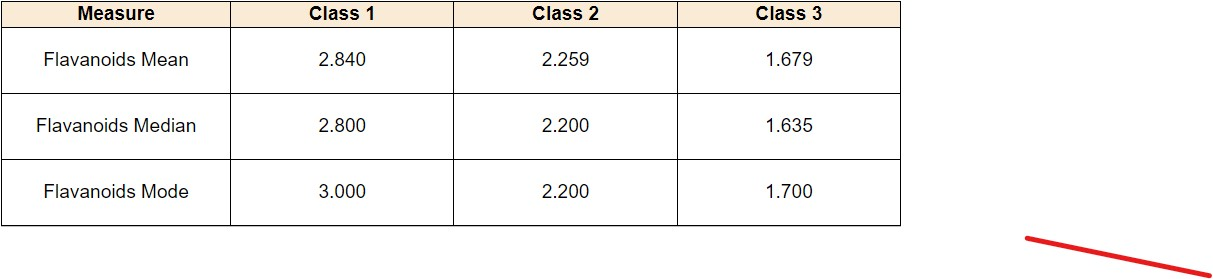 Measure Class 1 Class 2 Class 3
Flavanoids Mean 2.840 2.259 1.679
Flavanoids Median 2.800 2.200 1.635
Flavanoids Mode 3.000 2.200 1.700